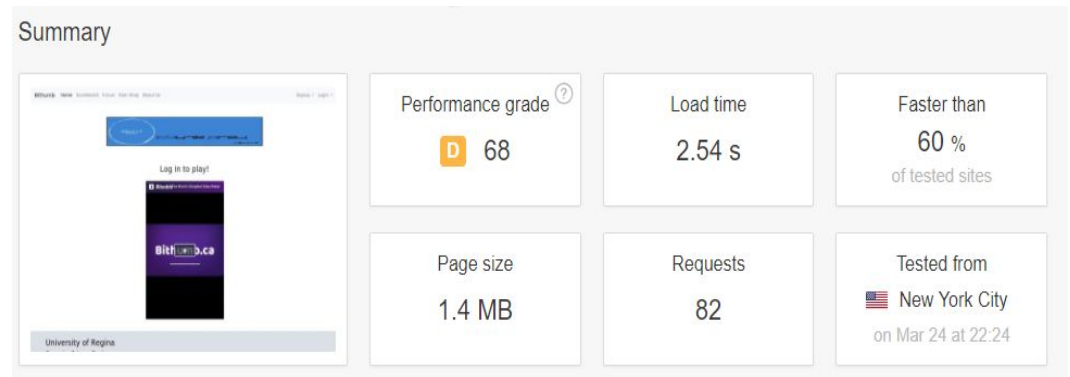 Summary
Bithumb Home
Log in to play!
University of Regina
Performance grade ?
D 68
Load time
2.54 s
Faster than
60 %
of tested sites
Page size
1.4 MB
Requests
82
Tested from
New York City
on Mar 24 at 22:24